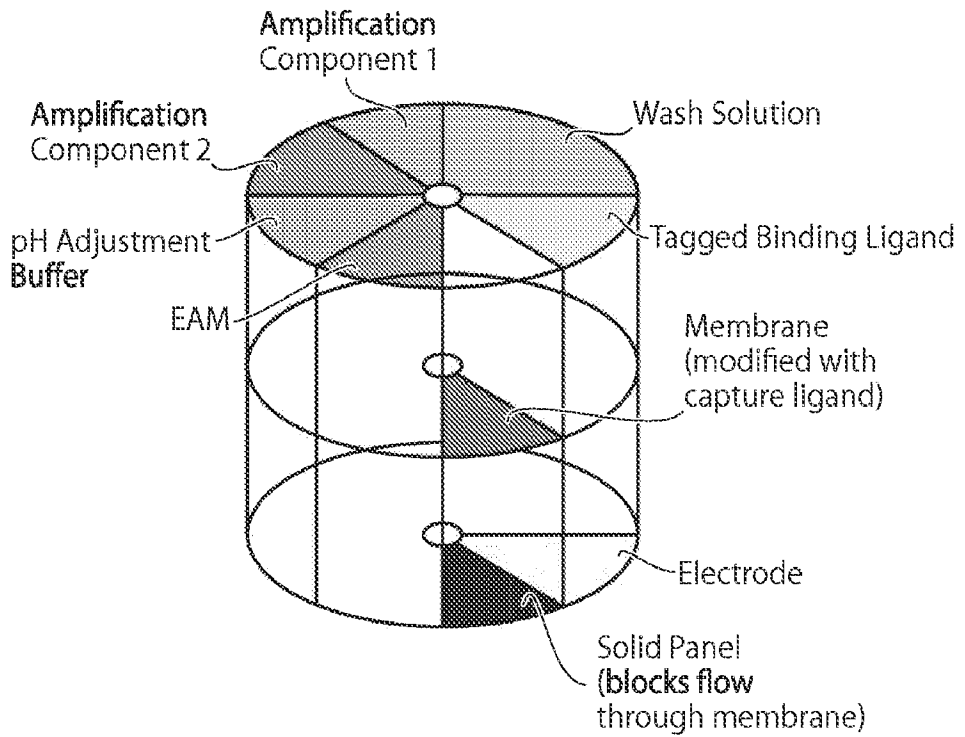 Amplification
Component 1
Wash Solution
Amplification
Component 2
pH Adjustment
Buffer
Tagged Binding Ligand
EAM
Membrane
(modified with
capture ligand)
Electrode
Solid Panel
(blocks flow
through membrane)